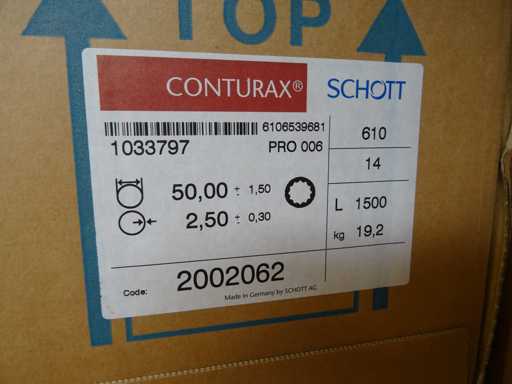 TOP
CONTURAX® SCHOTT
6106539681
1033797 PRO 006
610
14
50,00 ± 1,50
2,50 ± 0,30
L 1500
kg 19,2
Code: 2002062
Made in Germany by SCHOTT AG